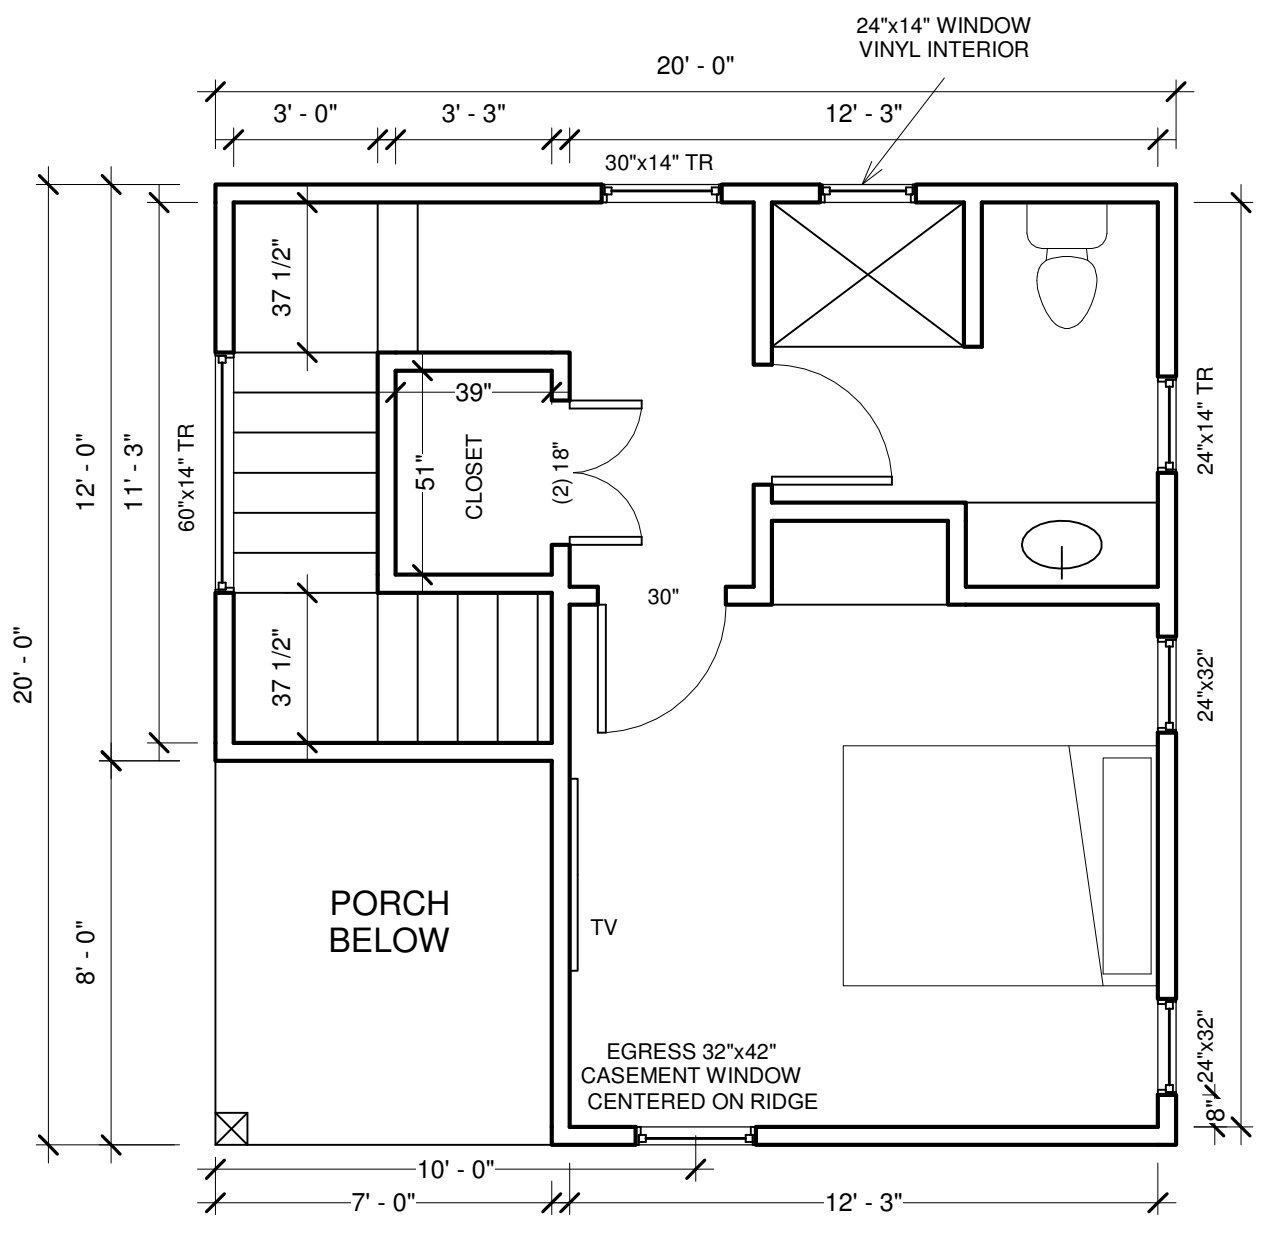 24"x14" WINDOW
VINYL INTERIOR
20' - 0"
3' - 0"
3' - 3"
12' - 3"
30"x14" TR
37 1/2"
39"
51"
CLOSET
(2) 18"
60"x14" TR
12' - 0"
11' - 3"
24"x14" TR
30"
37 1/2"
20' - 0"
24"x32"
PORCH
BELOW
TV
8' - 0"
EGRESS 32"x42"
CASEMENT WINDOW
CENTERED ON RIDGE
24"x32"
8"
10' - 0"
7' - 0"
12' - 3"